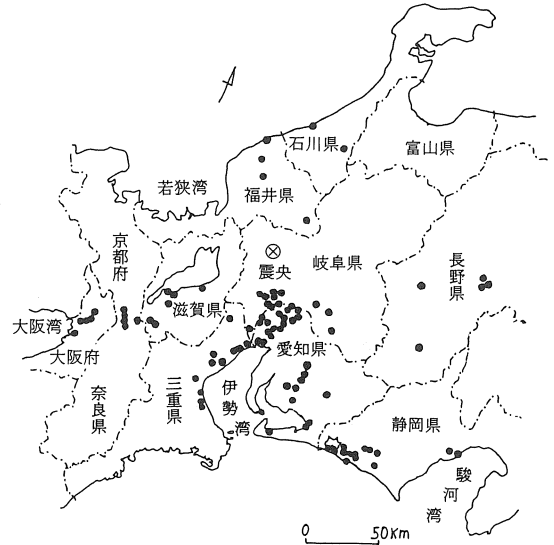 石川県
富山県
若狭湾
福井県
京都府
震央
岐阜県
長野県
滋賀県
大阪湾
大阪府
愛知県
奈良県
三重県
伊勢湾
静岡県
駿河湾
0 50Km